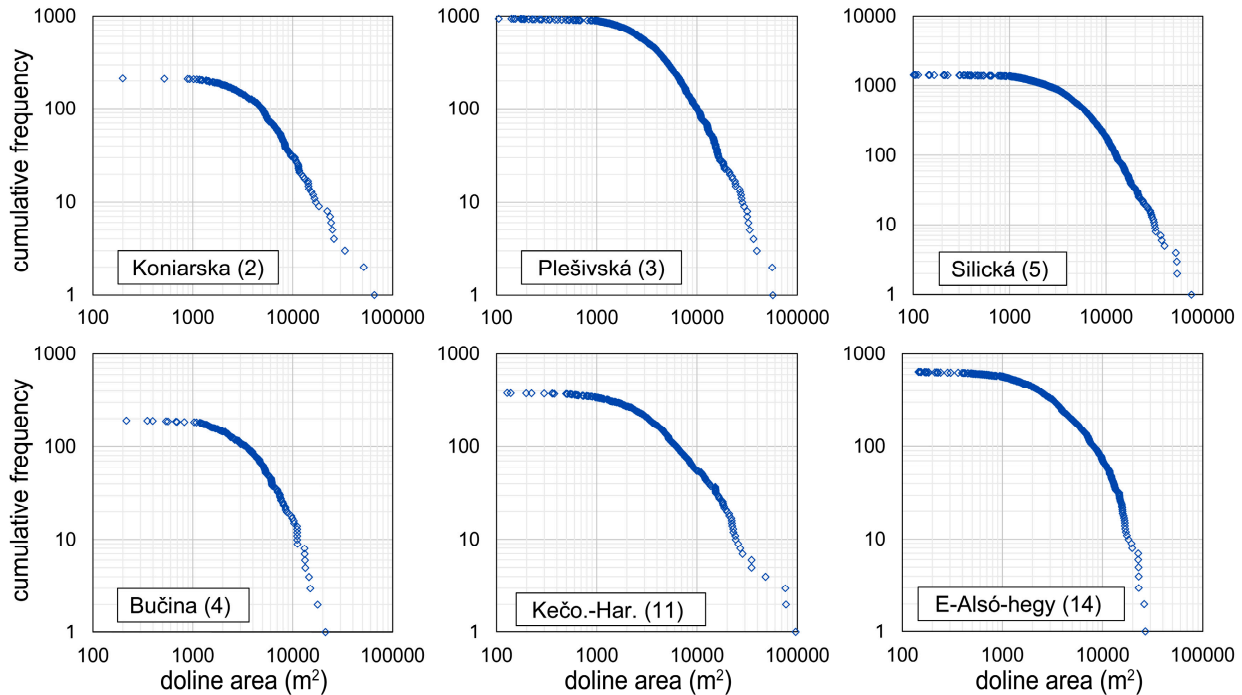 cumulative frequency
1000
100
10
1
100 1000 10000 100000
Koniarska (2)
1000
100
10
1
100 1000 10000 100000
Plešivská (3)
5000
1000
100
10
1
100 1000 10000 100000
Silická (5)
cumulative frequency
1000
100
10
1
100 1000 10000 100000
doline area (m²)
Bučina (4)
1000
100
10
1
100 1000 10000 100000
doline area (m²)
Kečo.-Har. (11)
1000
100
10
1
100 1000 10000 100000
doline area (m²)
E-Alsó-hegy (14)